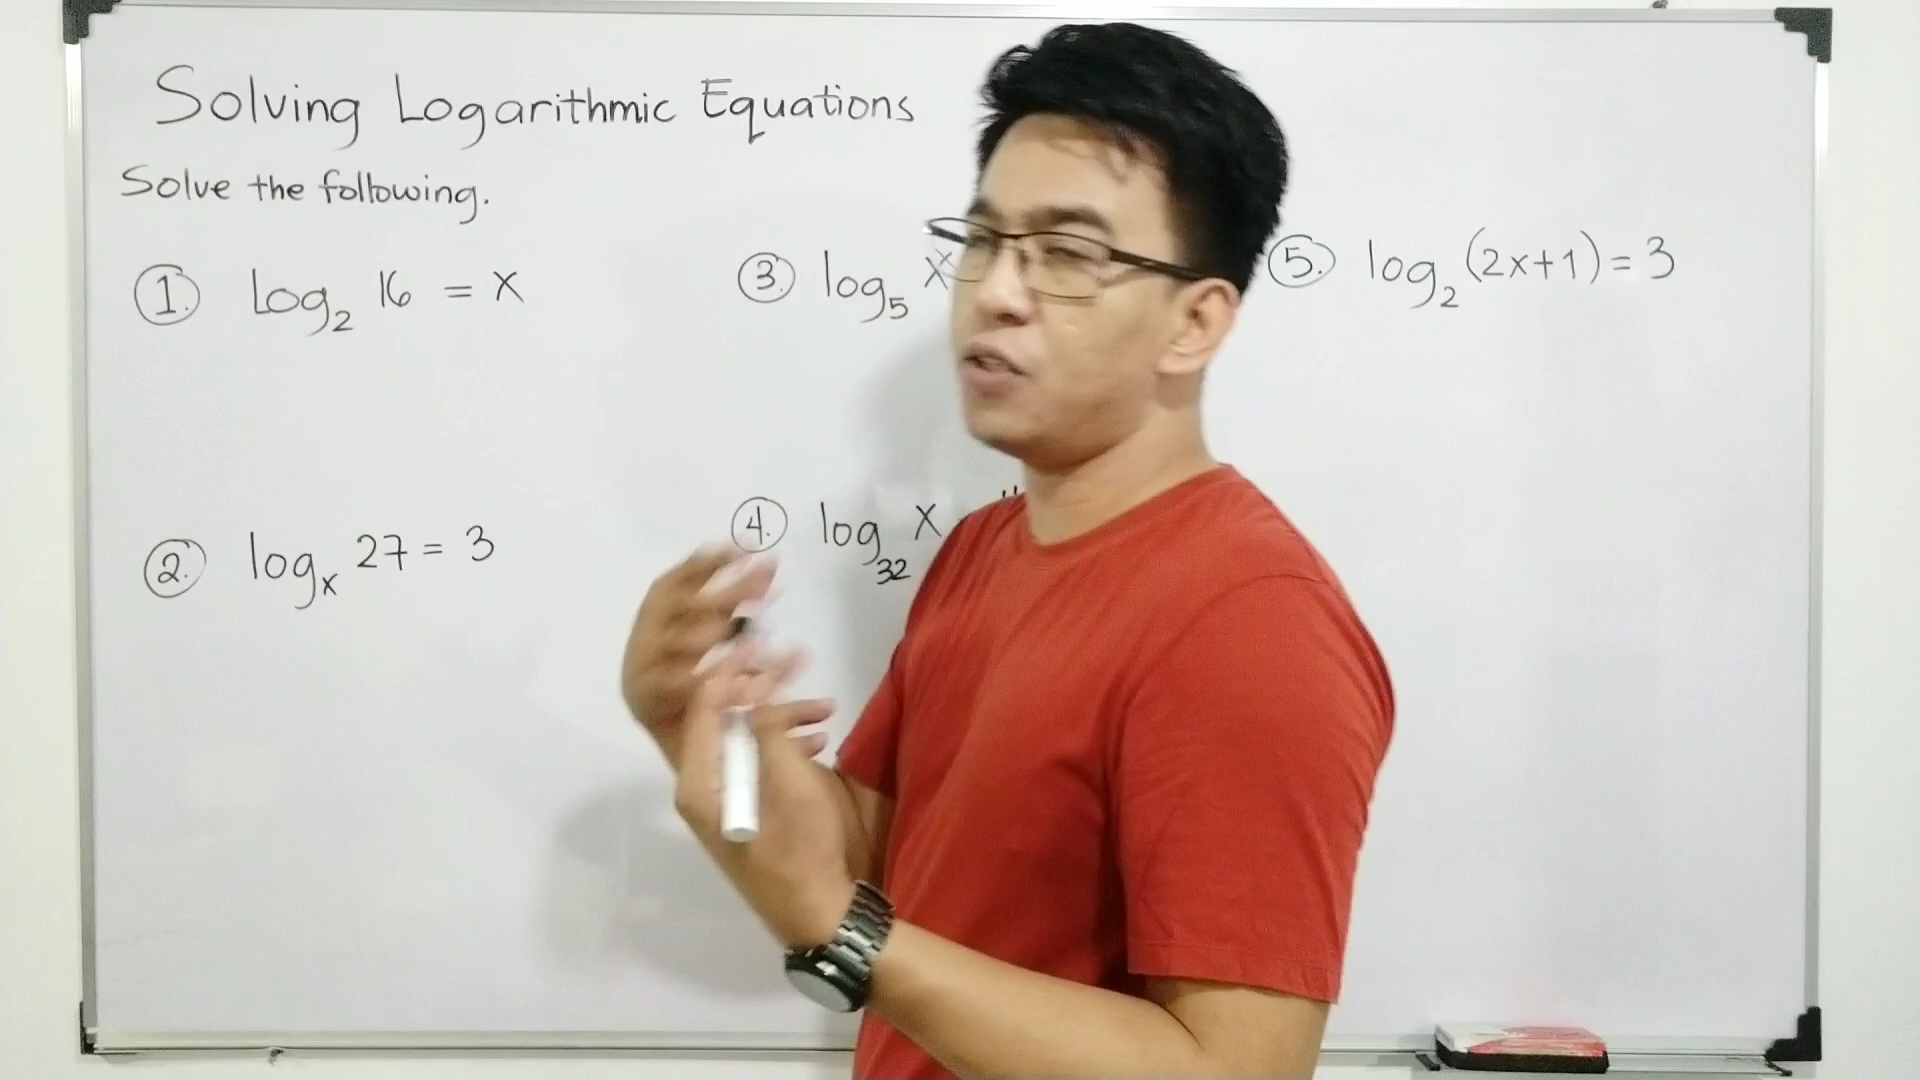 Solving Logarithmic Equations
Solve the following.
1. log₂ 16 = x
2. logₓ 27 = 3
3. log₅ x
4. log₃₂ x
5. log₂ (2x+1) = 3